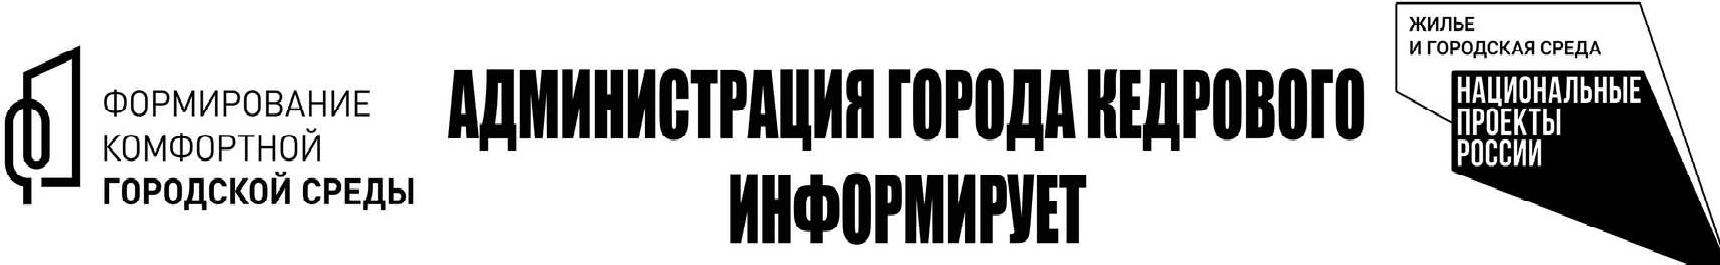 ФОРМИРОВАНИЕ
КОМФОРТНОЙ
ГОРОДСКОЙ СРЕДЫ
АДМИНИСТРАЦИЯ ГОРОДА КЕДРОВОГО
ИНФОРМИРУЕТ
ЖИЛЬЕ
И ГОРОДСКАЯ СРЕДА
НАЦИОНАЛЬНЫЕ
ПРОЕКТЫ
РОССИИ